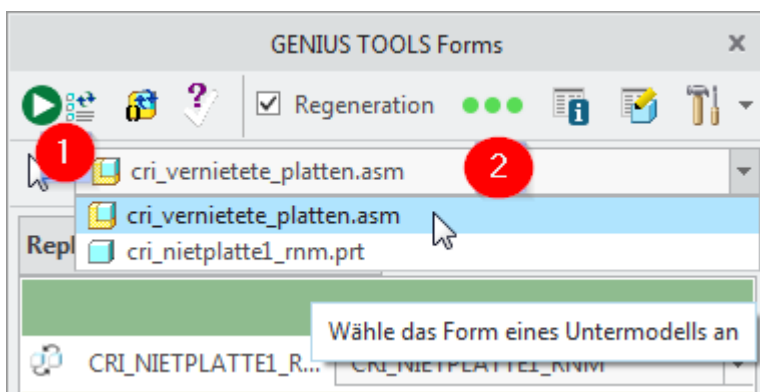 GENIUS TOOLS Forms
Regeneration
1
2
cri_vernietete_platten.asm
cri_vernietete_platten.asm
Repl
cri_nietplatte1_rnm.prt
Wähle das Form eines Untermodells an
CRI_NIETPLATTE1_R... CRI_NIETPLATTE1_RNM